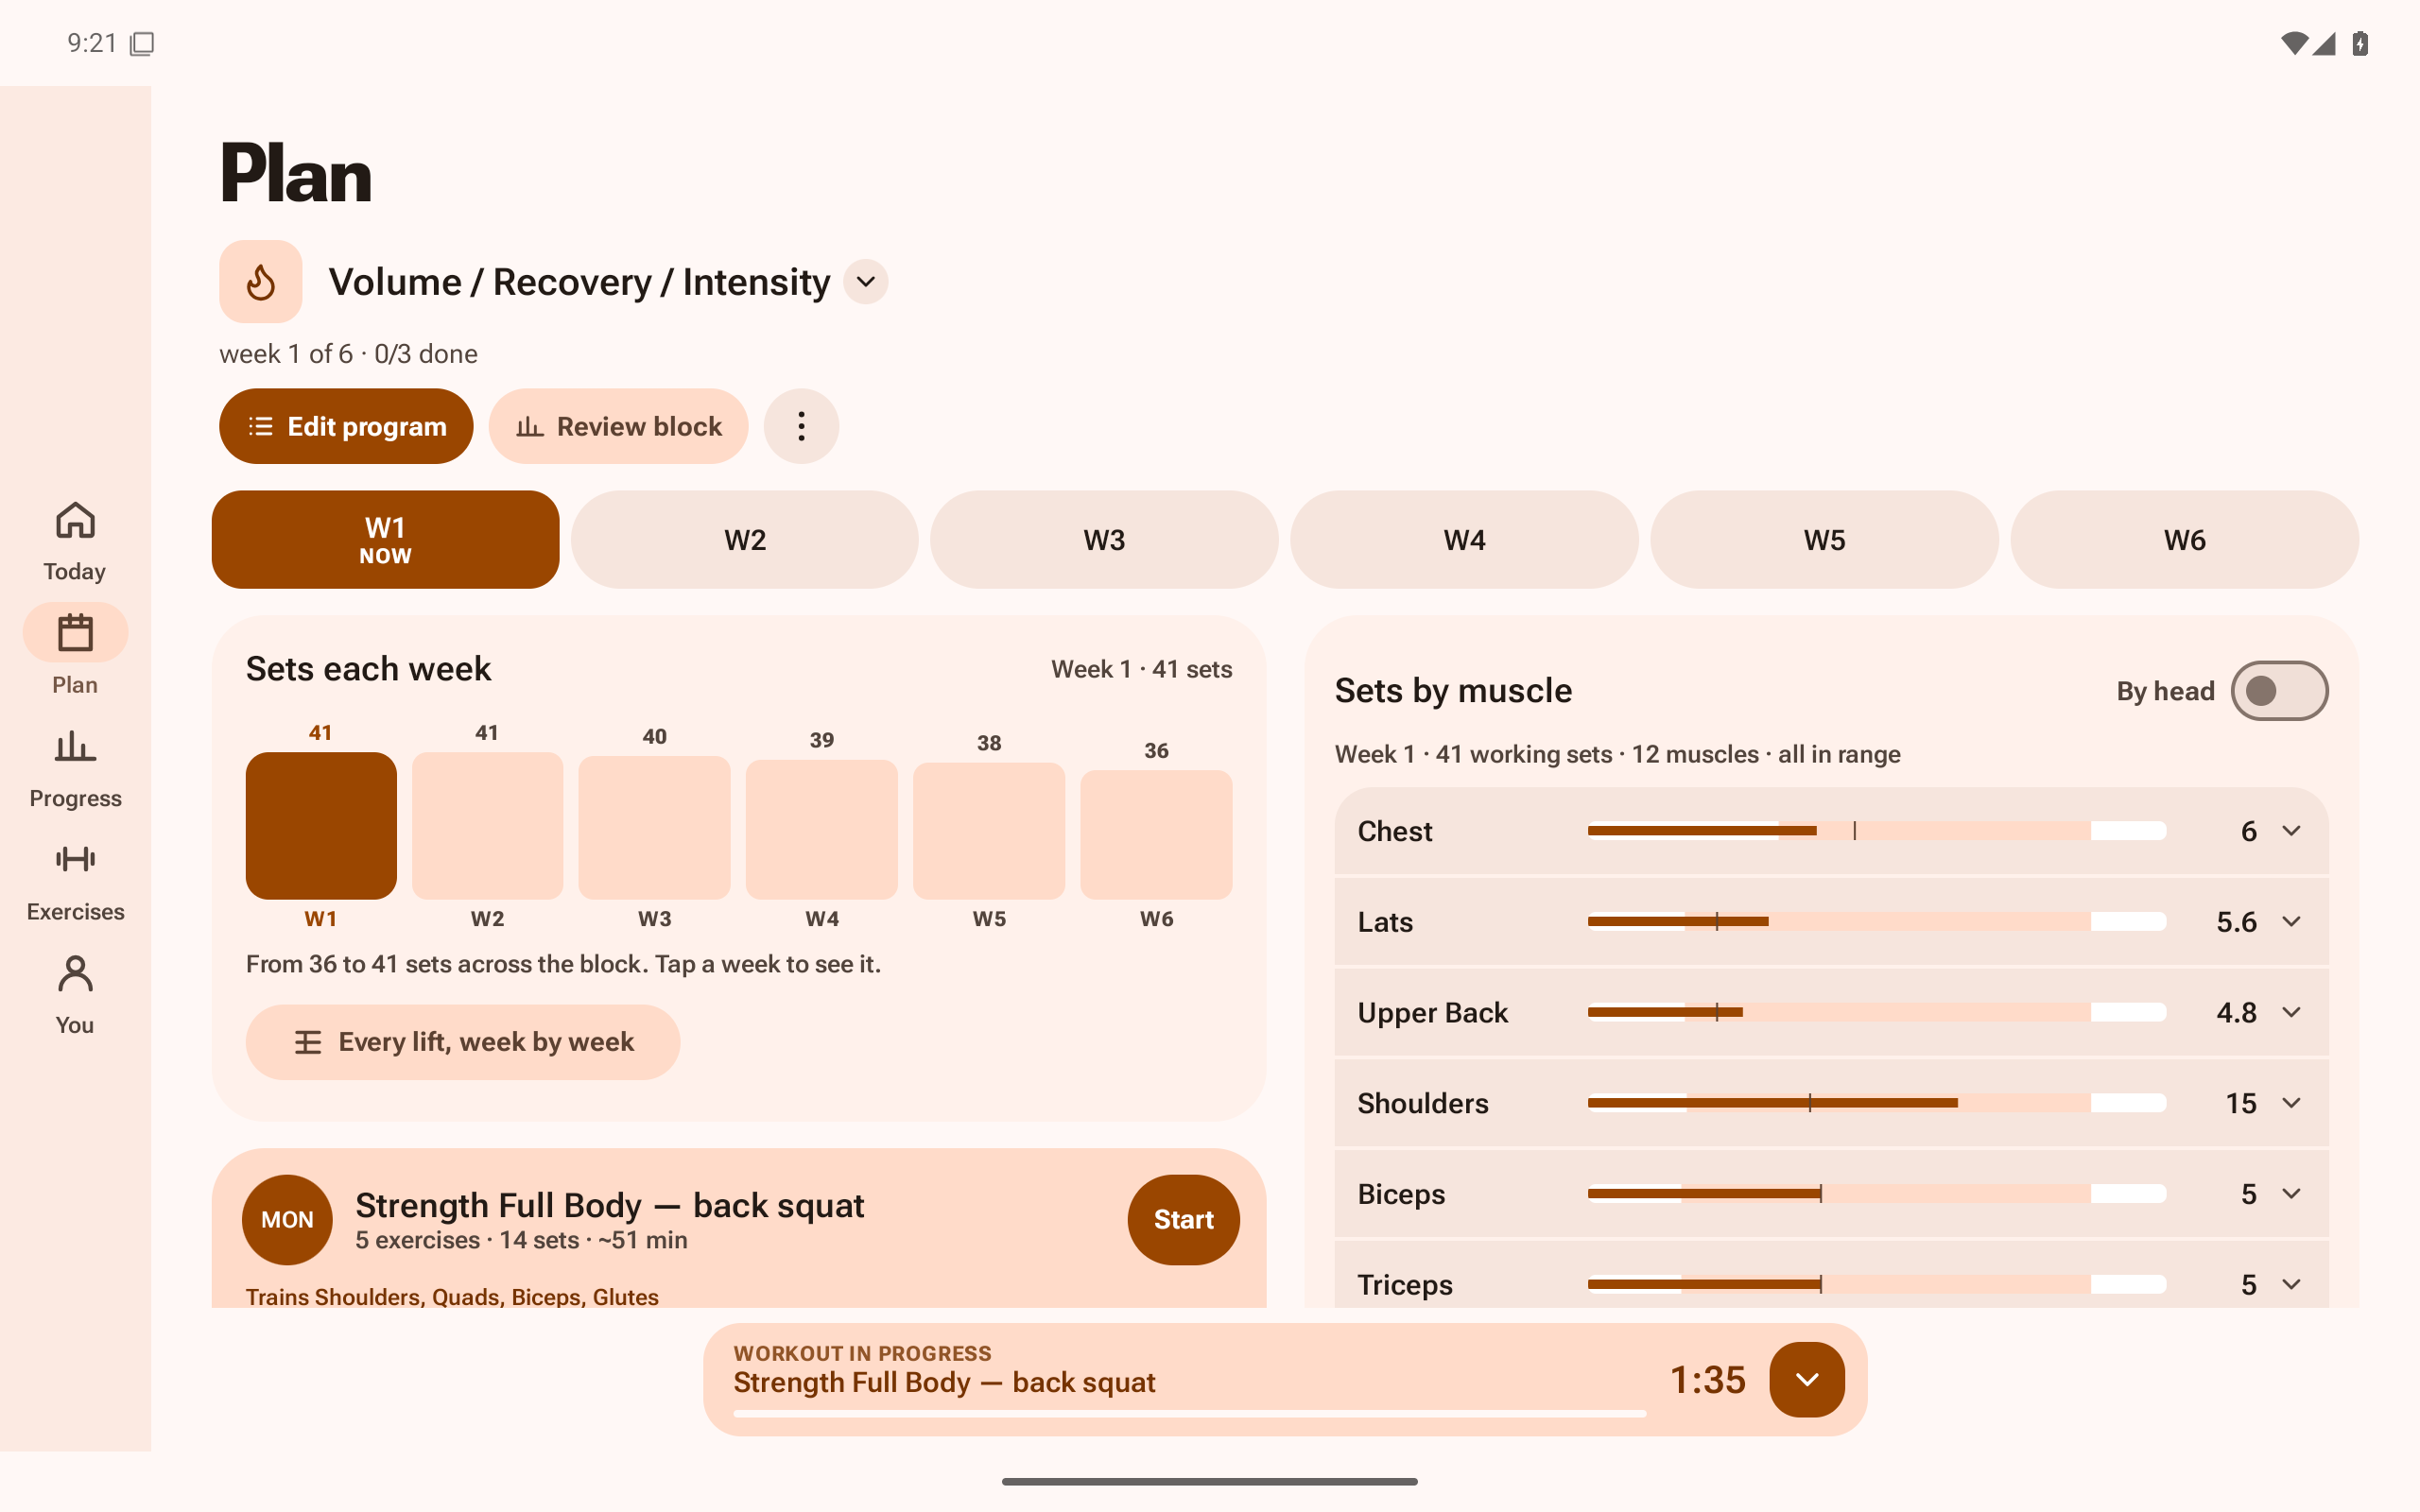 9:21
Plan
Volume / Recovery / Intensity
week 1 of 6 · 0/3 done
Edit program
Review block
W1
NOW
W2
W3
W4
W5
W6
Today
Plan
Progress
Exercises
You
Sets each week
Week 1 · 41 sets
41
41
40
39
38
36
W1
W2
W3
W4
W5
W6
From 36 to 41 sets across the block. Tap a week to see it.
Every lift, week by week
MON
Strength Full Body — back squat
5 exercises · 14 sets · ~51 min
Start
Trains Shoulders, Quads, Biceps, Glutes
Sets by muscle
By head
Week 1 · 41 working sets · 12 muscles · all in range
Chest 6
Lats 5.6
Upper Back 4.8
Shoulders 15
Biceps 5
Triceps 5
WORKOUT IN PROGRESS
Strength Full Body — back squat
1:35